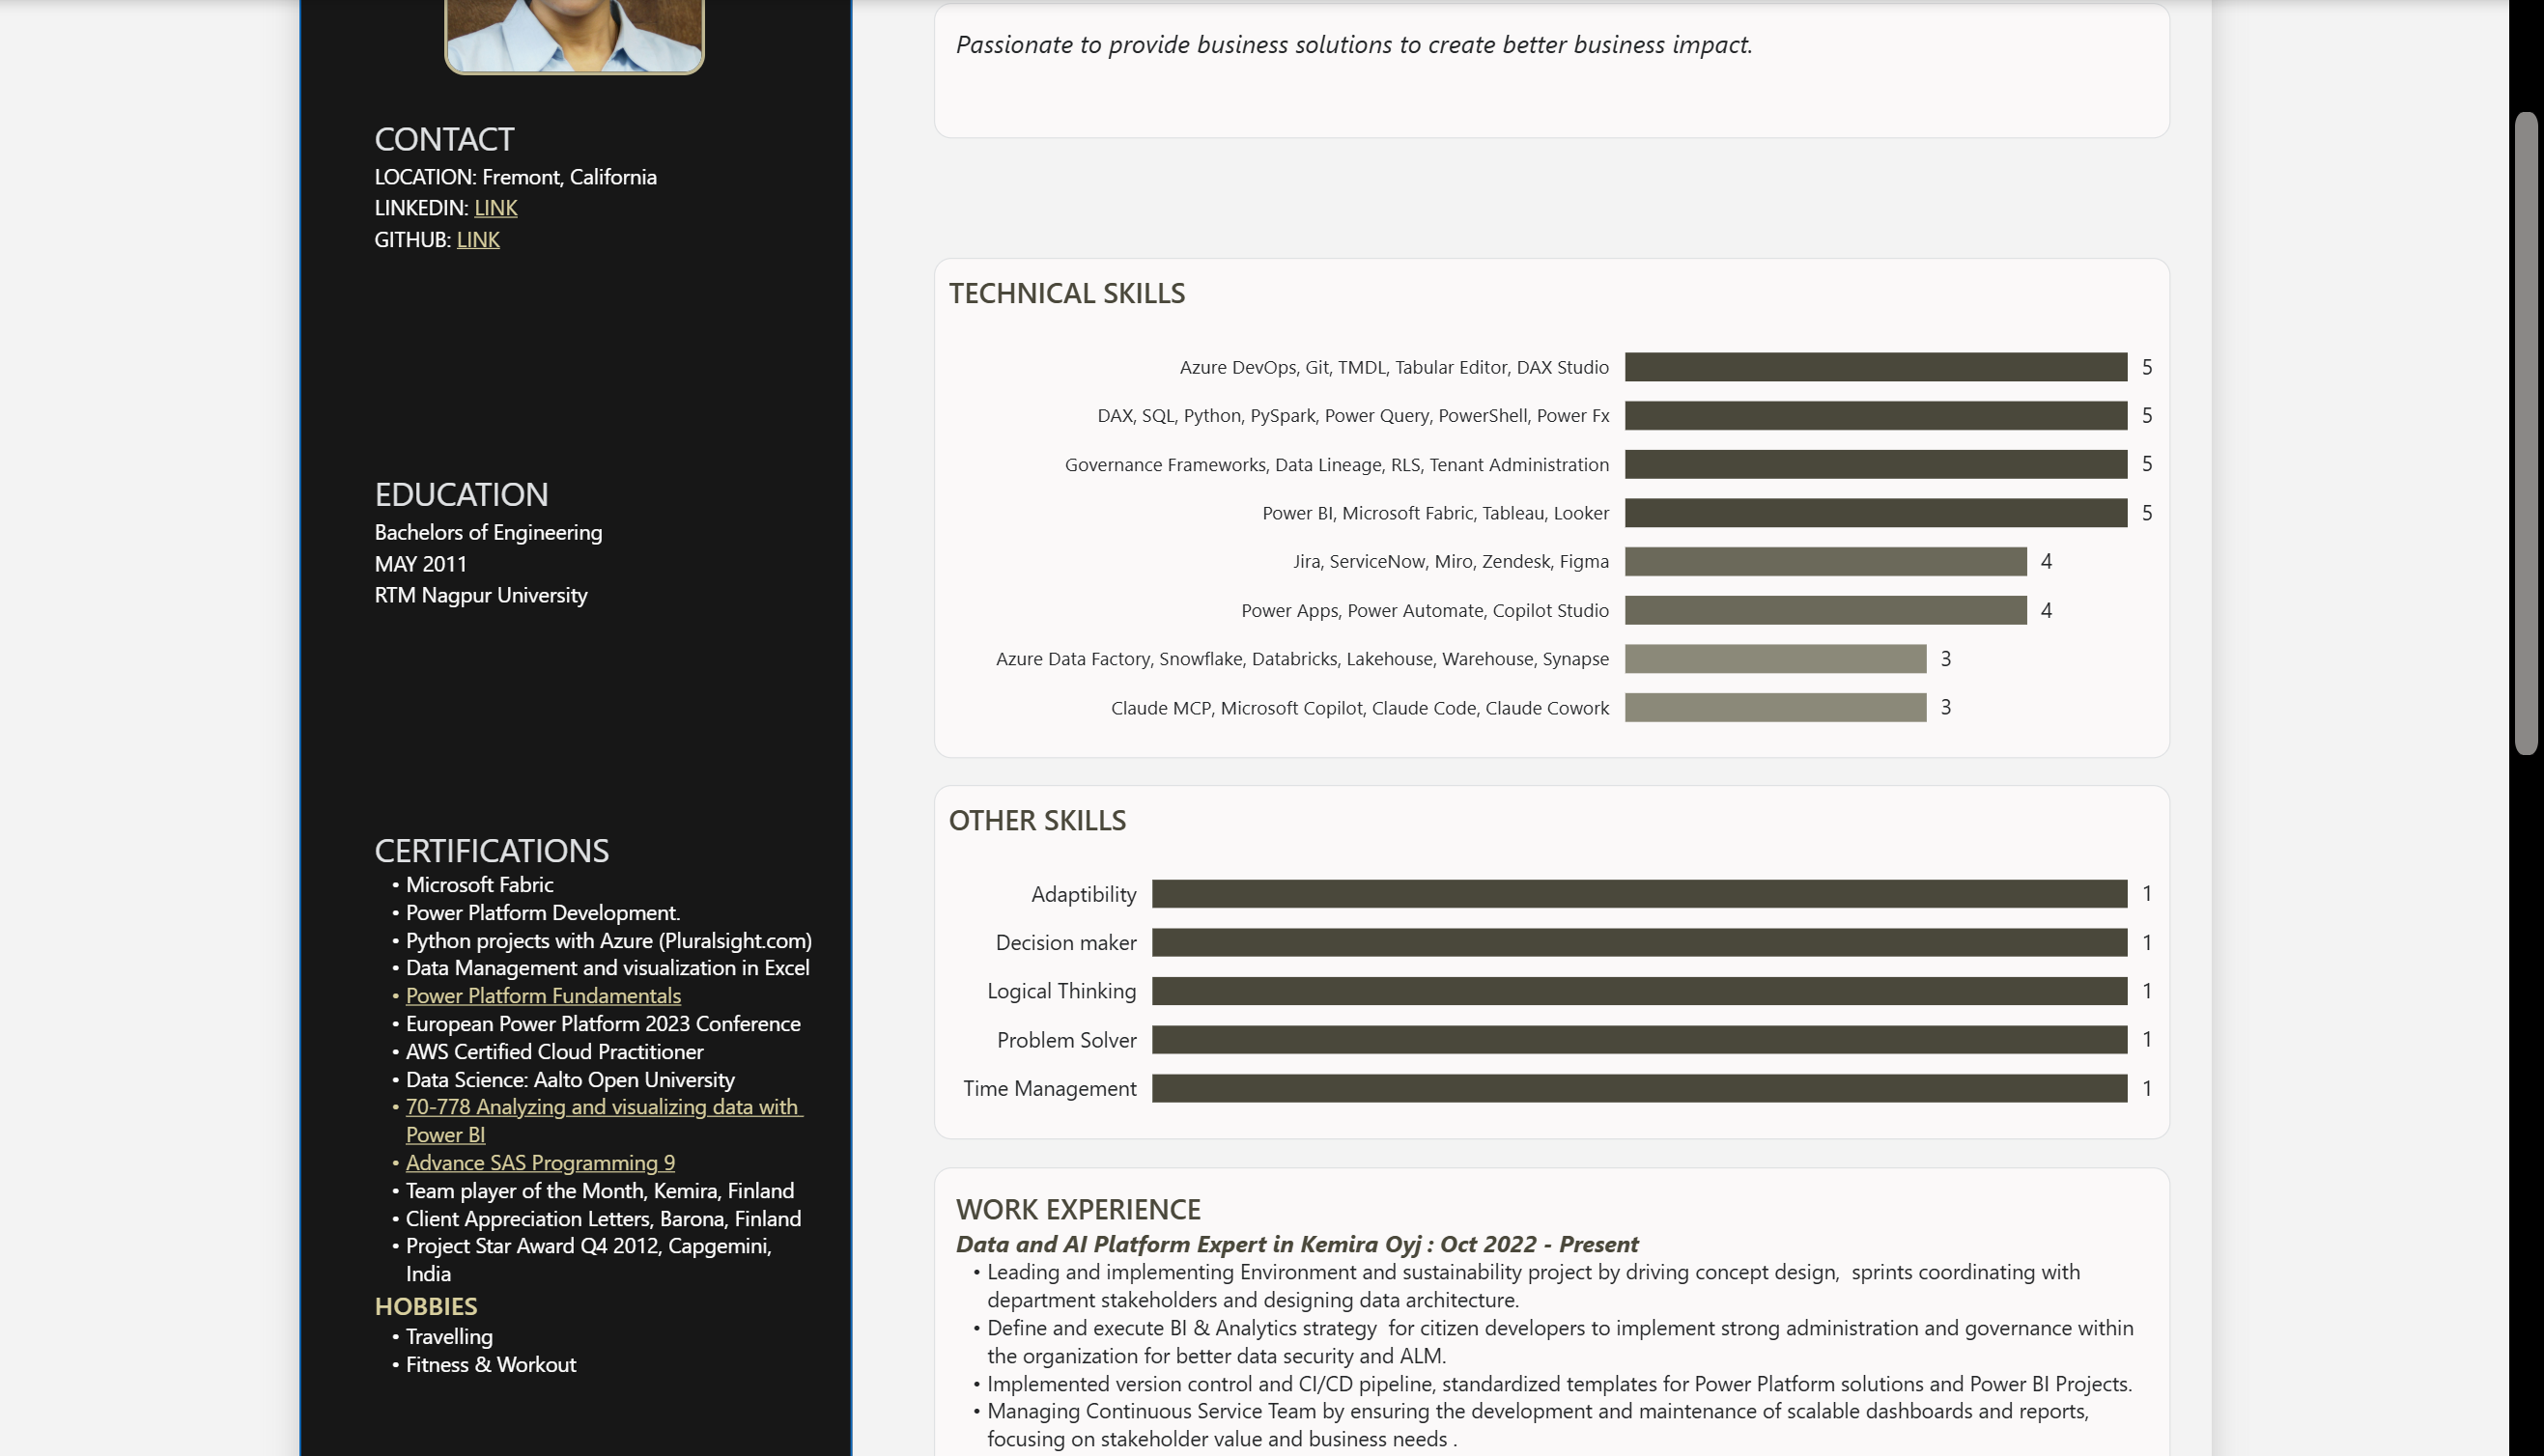 CONTACT
LOCATION: Fremont, California
LINKEDIN: LINK
GITHUB: LINK
EDUCATION
Bachelors of Engineering
MAY 2011
RTM Nagpur University
CERTIFICATIONS
• Microsoft Fabric
• Power Platform Development.
• Python projects with Azure (Pluralsight.com)
• Data Management and visualization in Excel
• Power Platform Fundamentals
• European Power Platform 2023 Conference
• AWS Certified Cloud Practitioner
• Data Science: Aalto Open University
• 70-778 Analyzing and visualizing data with
Power BI
• Advance SAS Programming 9
• Team player of the Month, Kemira, Finland
• Client Appreciation Letters, Barona, Finland
• Project Star Award Q4 2012, Capgemini,
India
HOBBIES
• Travelling
• Fitness & Workout
Passionate to provide business solutions to create better business impact.
TECHNICAL SKILLS
Azure DevOps, Git, TMDL, Tabular Editor, DAX Studio 5
DAX, SQL, Python, PySpark, Power Query, PowerShell, Power Fx 5
Governance Frameworks, Data Lineage, RLS, Tenant Administration 5
Power BI, Microsoft Fabric, Tableau, Looker 5
Jira, ServiceNow, Miro, Zendesk, Figma 4
Power Apps, Power Automate, Copilot Studio 4
Azure Data Factory, Snowflake, Databricks, Lakehouse, Warehouse, Synapse 3
Claude MCP, Microsoft Copilot, Claude Code, Claude Cowork 3
OTHER SKILLS
Adaptibility 1
Decision maker 1
Logical Thinking 1
Problem Solver 1
Time Management 1
WORK EXPERIENCE
Data and AI Platform Expert in Kemira Oyj : Oct 2022 - Present
• Leading and implementing Environment and sustainability project by driving concept design,  sprints coordinating with
department stakeholders and designing data architecture.
• Define and execute BI & Analytics strategy  for citizen developers to implement strong administration and governance within
the organization for better data security and ALM.
• Implemented version control and CI/CD pipeline, standardized templates for Power Platform solutions and Power BI Projects.
• Managing Continuous Service Team by ensuring the development and maintenance of scalable dashboards and reports,
focusing on stakeholder value and business needs .